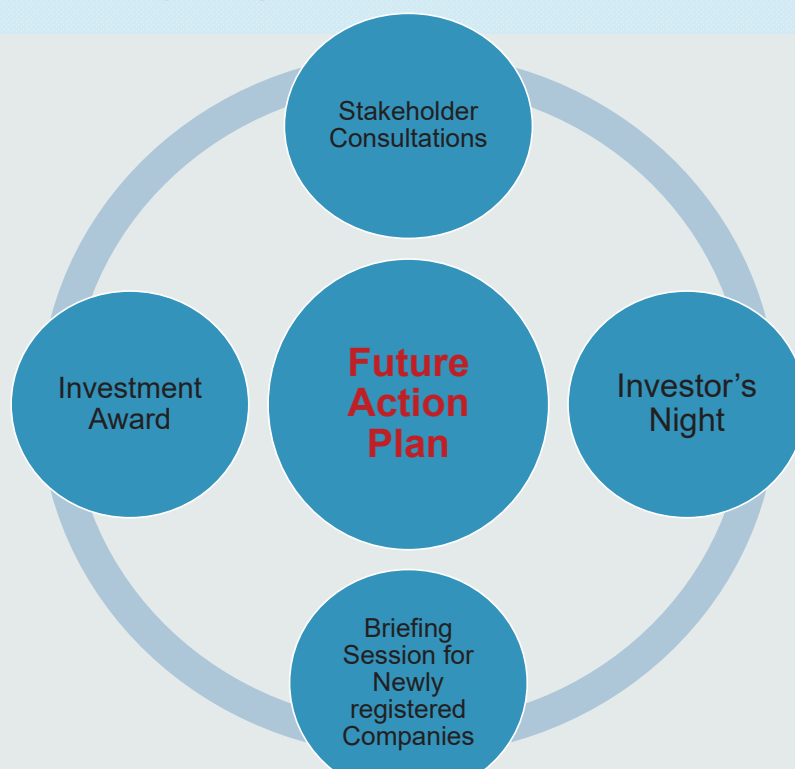 Stakeholder
Consultations
Investment
Award
Future
Action
Plan
Investor’s
Night
Briefing
Session for
Newly
registered
Companies